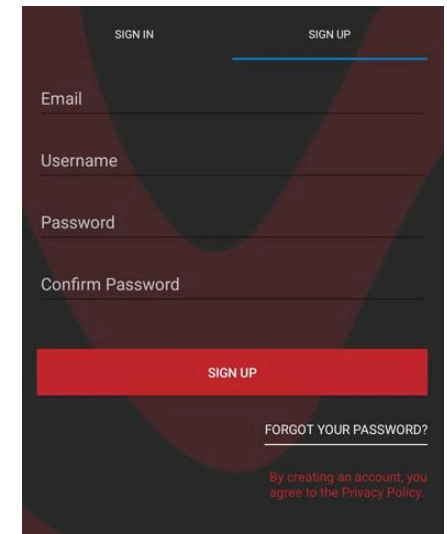 SIGN IN
SIGN UP
Email
Username
Password
Confirm Password
SIGN UP
FORGOT YOUR PASSWORD?
By creating an account, you
agree to the Privacy Policy.